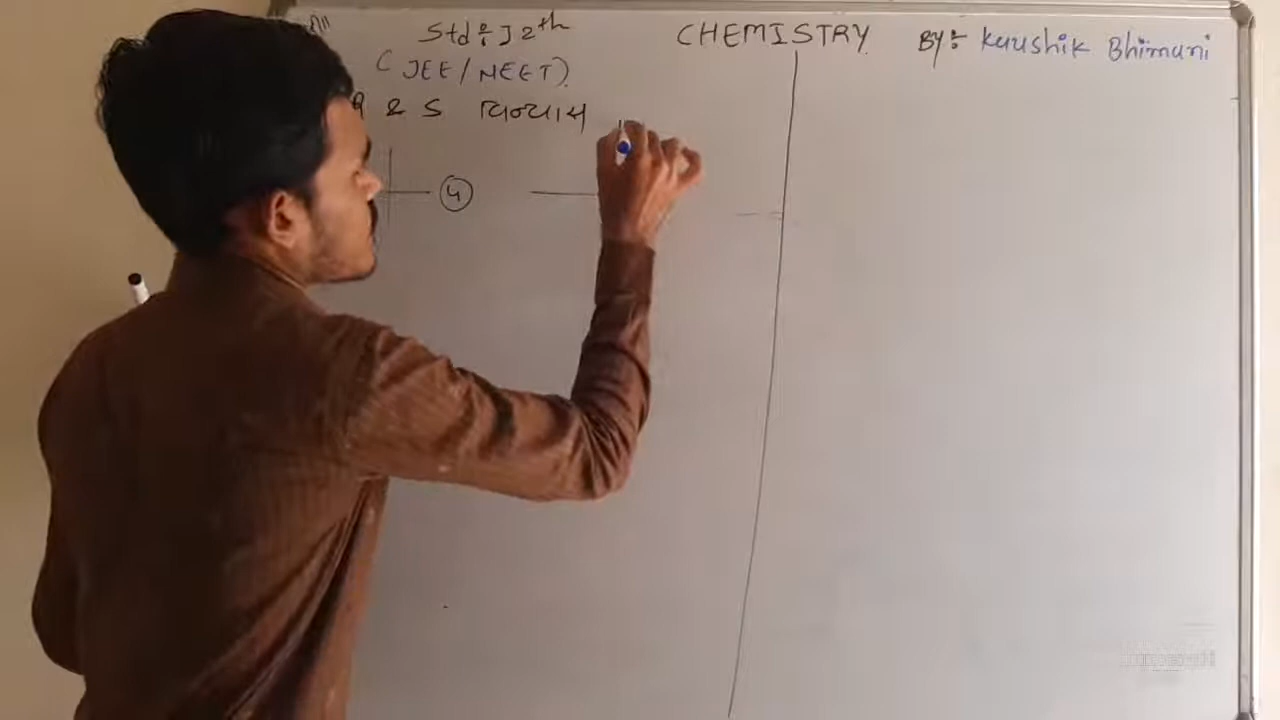 Std : 12th
CHEMISTRY
BY : Kaushik Bhimani
( JEE / NEET )
R & S વિન્યાસ
4